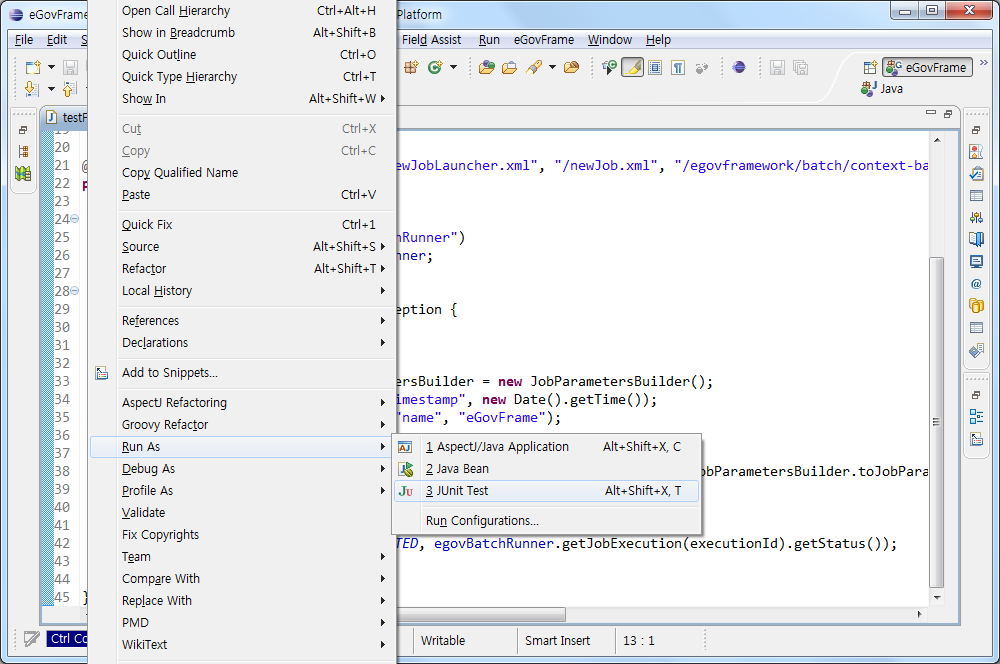 eGovFrame
Platform
File Edit
Field Assist Run eGovFrame Window Help
eGovFrame
Java
Open Call Hierarchy Ctrl+Alt+H
Show in Breadcrumb Alt+Shift+B
Quick Outline Ctrl+O
Quick Type Hierarchy Ctrl+T
Show In Alt+Shift+W
Cut Ctrl+X
Copy Ctrl+C
Copy Qualified Name
Paste Ctrl+V
Quick Fix Ctrl+1
Source Alt+Shift+S
Refactor Alt+Shift+T
Local History
References
Declarations
Add to Snippets...
AspectJ Refactoring
Groovy Refactor
Run As
Debug As
Profile As
Validate
Fix Copyrights
Team
Compare With
Replace With
PMD
WikiText
1 AspectJ/Java Application Alt+Shift+X, C
2 Java Bean
3 JUnit Test Alt+Shift+X, T
Run Configurations...
20
21 @ ewJobLauncher.xml", "/newJob.xml", "/egovframework/batch/context-ba
22
23
24
25 hRunner")
26 nner;
27
28
29 eption {
30
31
32
33 ersBuilder = new JobParametersBuilder();
34 imestamp", new Date().getTime());
35 "name", "eGovFrame");
36
37
38 obParametersBuilder.toJobPara
39
40
41
42 TED, egovBatchRunner.getJobExecution(executionId).getStatus());
43
44
45 }
Writable Smart Insert 13 : 1